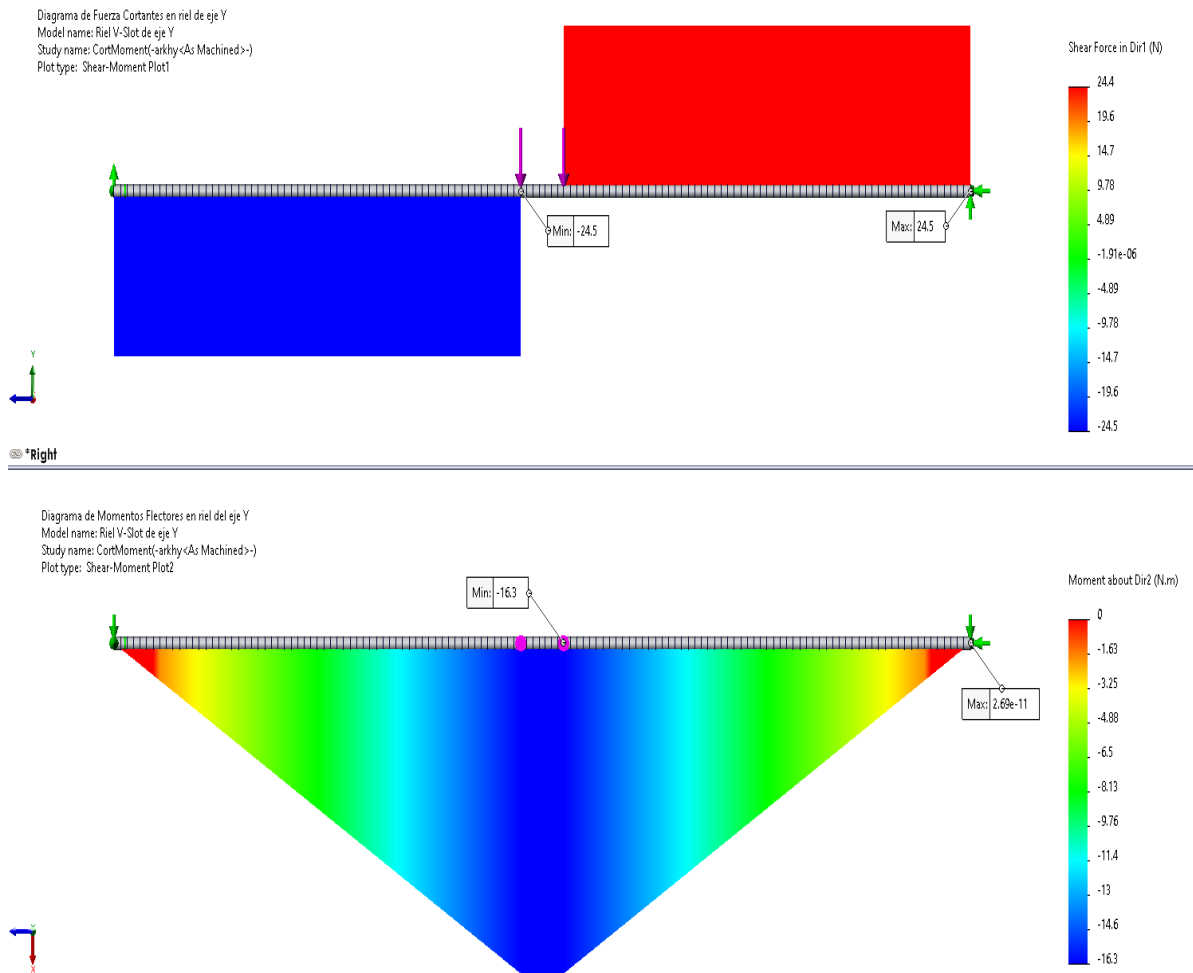 Diagrama de Fuerza Cortantes en riel de eje Y
Model name: Riel V-Slot de eje Y
Study name: CortMoment(-arkhy<As Machined>-)
Plot type: Shear-Moment Plot1
Shear Force in Dir1 (N)
24.4
19.6
14.7
9.78
4.89
-1.91e-06
-4.89
-9.78
-14.7
-19.6
-24.5
Min: -24.5
Max: 24.5
Y
*Right
Diagrama de Momentos Flectores en riel del eje Y
Model name: Riel V-Slot de eje Y
Study name: CortMoment(-arkhy<As Machined>-)
Plot type: Shear-Moment Plot2
Moment about Dir2 (N.m)
0
-1.63
-3.25
-4.88
-6.5
-8.13
-9.76
-11.4
-13
-14.6
-16.3
Min: -16.3
Max: 2.69e-11
X